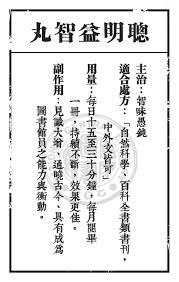 聰明益智丸
主治:智昧愚鏡
適合處方:「自然科學、百科全書類書刊,
中外文皆可」
用量:每日十五至三十分鐘,每月閱畢
一冊,持續不斷,效果更佳。
副作用:見識大增、通曉古今、具有成為
圖書館員之能力與衝動。